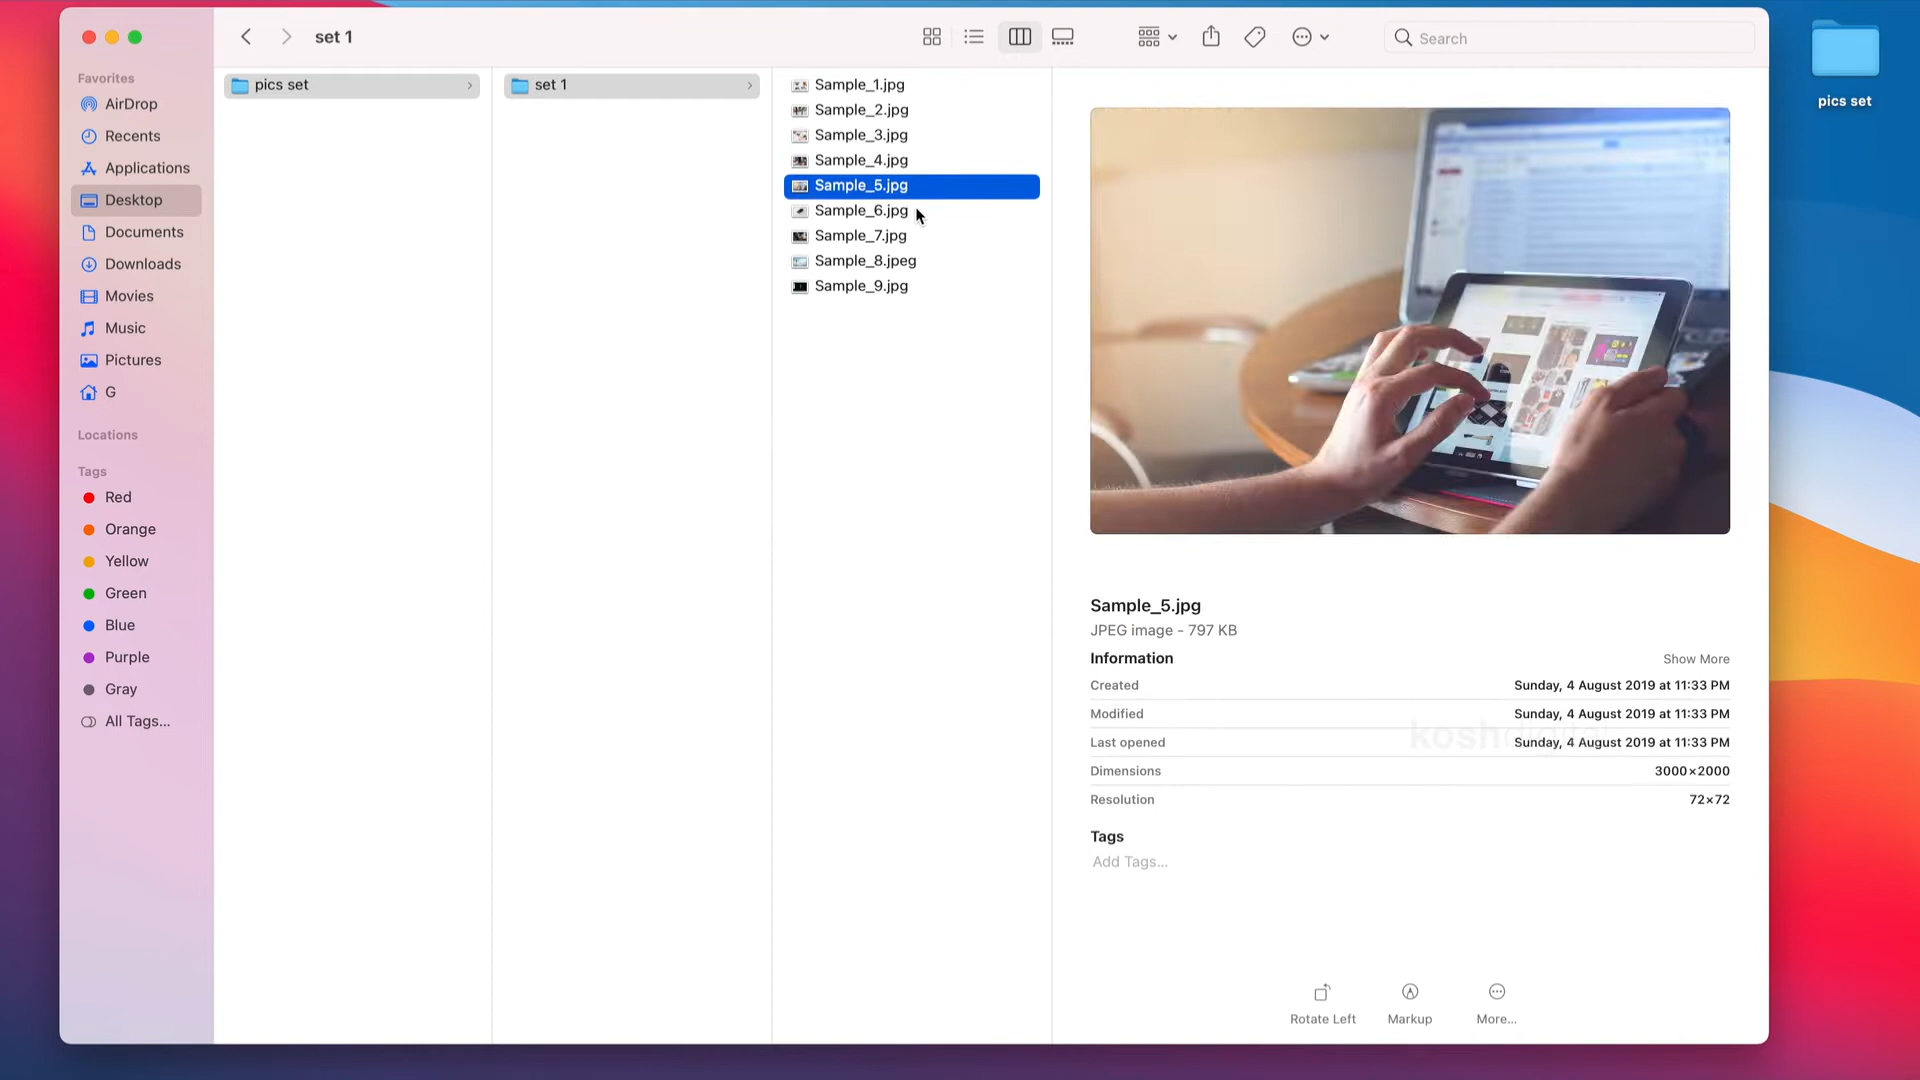 set 1
Search
Favorites
AirDrop
Recents
Applications
Desktop
Documents
Downloads
Movies
Music
Pictures
G
Locations
Tags
Red
Orange
Yellow
Green
Blue
Purple
Gray
All Tags...
pics set
set 1
Sample_1.jpg
Sample_2.jpg
Sample_3.jpg
Sample_4.jpg
Sample_5.jpg
Sample_6.jpg
Sample_7.jpg
Sample_8.jpeg
Sample_9.jpg
Sample_5.jpg
JPEG image - 797 KB
Information Show More
Created Sunday, 4 August 2019 at 11:33 PM
Modified Sunday, 4 August 2019 at 11:33 PM
Last opened Sunday, 4 August 2019 at 11:33 PM
Dimensions 3000×2000
Resolution 72×72
Tags
Add Tags...
Rotate Left Markup More...
pics set